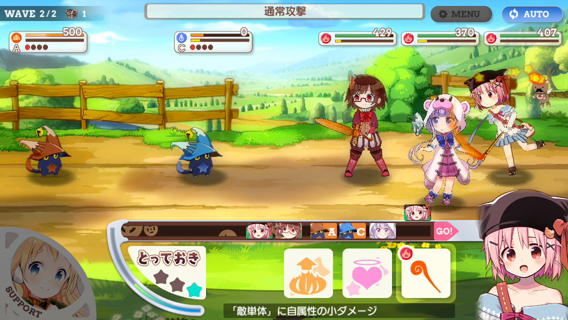 WAVE 2/2 1
通常攻撃
MENU
AUTO
500
A
0
C
429
370
407
A C GO!
とっておき
SUPPORT
「敵単体」に自属性の小ダメージ